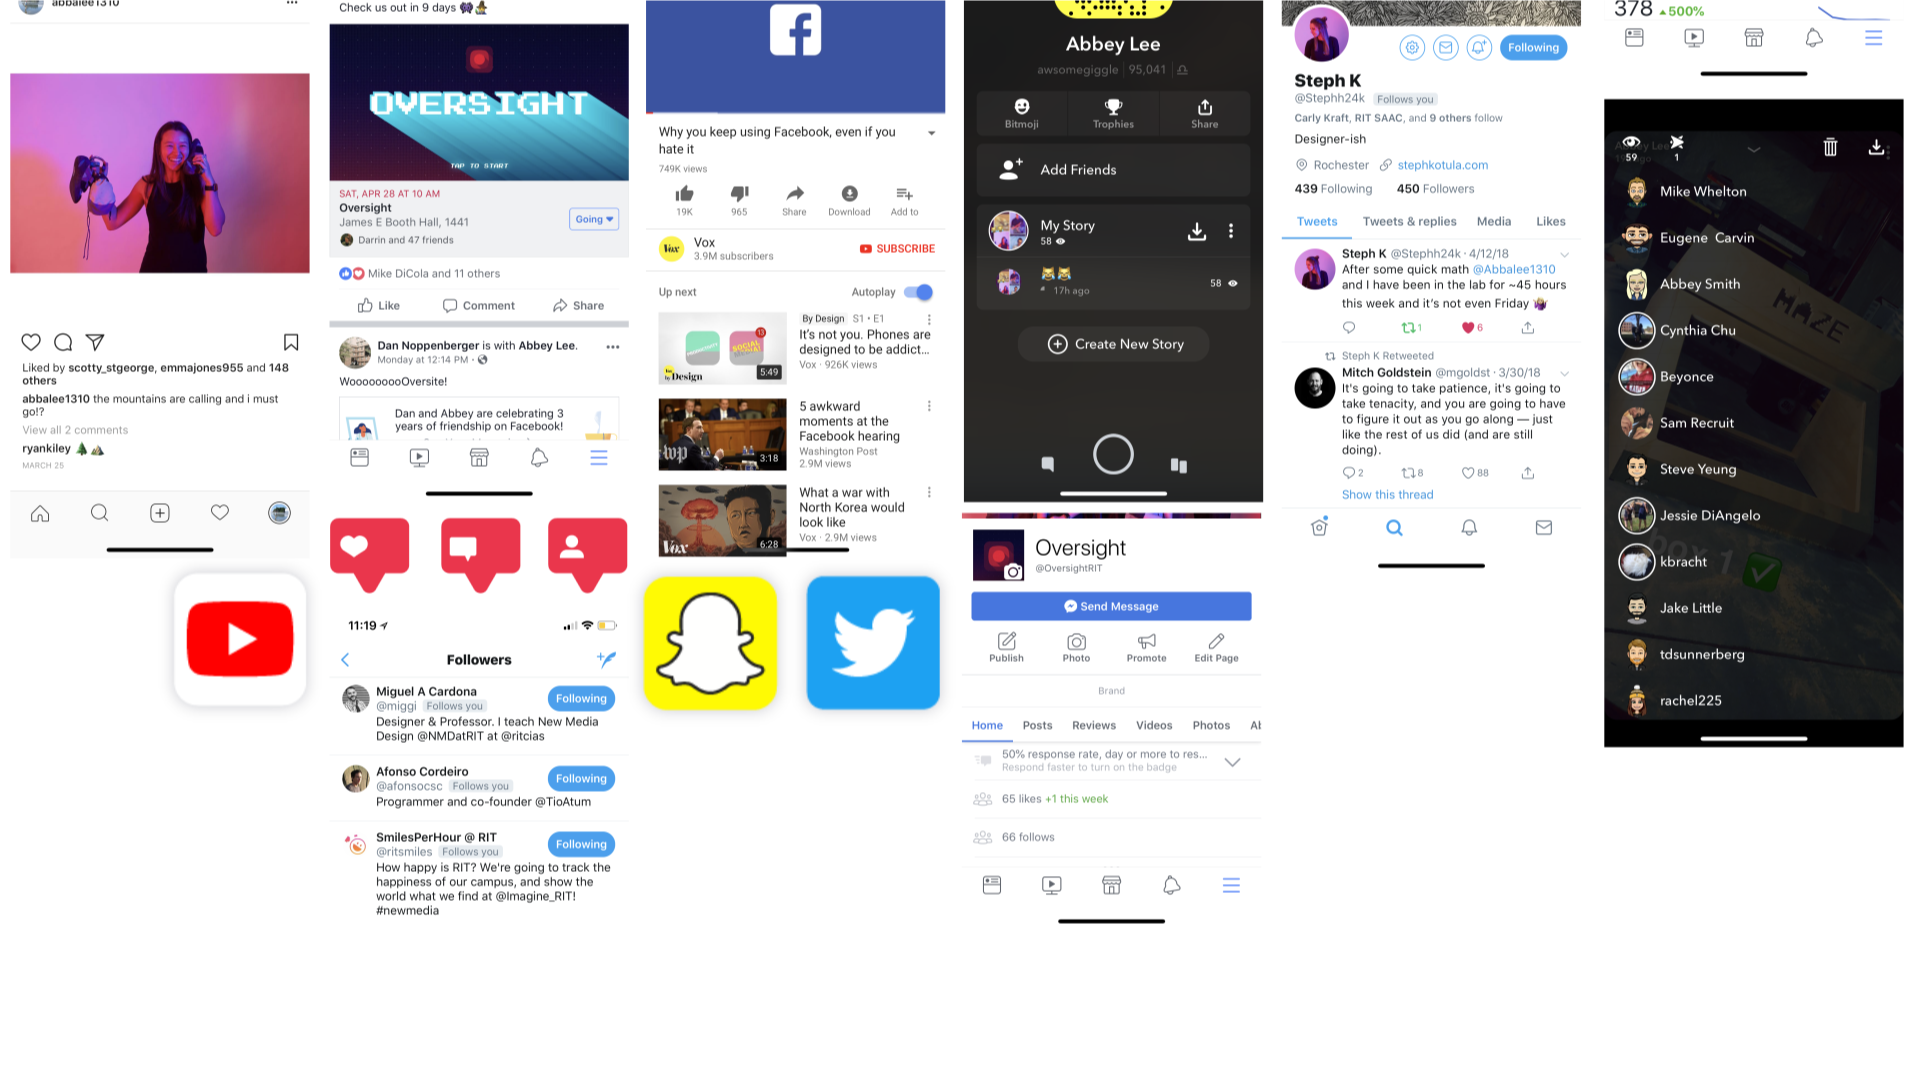 abbalee1310
Liked by scotty_stgeorge, emmajones955 and 148
others
abbalee1310 the mountains are calling and i must
go!?
View all 2 comments
ryankiley 🌲⛰️
MARCH 25
Check us out in 9 days
OVERSIGHT
TAP TO START
SAT, APR 28 AT 10 AM
Oversight
James E Booth Hall, 1441
Going
Darrin and 47 friends
Mike DiCola and 11 others
Like
Comment
Share
Dan Noppenberger is with Abbey Lee.
Monday at 12:14 PM ·
WooooooooOversite!
Dan and Abbey are celebrating 3
years of friendship on Facebook!
11:19
Followers
Miguel A Cardona
@miggi Follows you
Following
Designer & Professor. I teach New Media
Design @NMDatRIT at @ritcias
Afonso Cordeiro
@afonsocsc Follows you
Following
Programmer and co-founder @TioAtum
SmilesPerHour @ RIT
@ritsmiles Follows you
Following
How happy is RIT? We're going to track the
happiness of our campus, and show the
world what we find at @Imagine_RIT!
#newmedia
f
Why you keep using Facebook, even if you
hate it
749K views
19K
965
Share
Download
Add to
Vox
Vox
3.9M subscribers
SUBSCRIBE
Up next
Autoplay
PRODUCTIVITY
SOCIAL
13
by Design
5:49
By Design S1 • E1
It's not you. Phones are
designed to be addict...
Vox · 926K views
wp
3:18
5 awkward
moments at the
Facebook hearing
Washington Post
2.9M views
Vox
6:28
What a war with
North Korea would
look like
Vox · 2.9M views
Abbey Lee
awsomegiggle | 95,041 | ♎
Bitmoji
Trophies
Share
Add Friends
My Story
58
😹😹
17h ago
58
Create New Story
Oversight
@OversightRIT
Send Message
Publish
Photo
Promote
Edit Page
Brand
Home
Posts
Reviews
Videos
Photos
Al
50% response rate, day or more to res...
Respond faster to turn on the badge
65 likes +1 this week
66 follows
Following
Steph K
@Stephh24k Follows you
Carly Kraft, RIT SAAC, and 9 others follow
Designer-ish
Rochester stephkotula.com
439 Following 450 Followers
Tweets
Tweets & replies
Media
Likes
Steph K @Stephh24k · 4/12/18
After some quick math @Abbalee1310
and I have been in the lab for ~45 hours
this week and it's not even Friday
1
6
Steph K Retweeted
Mitch Goldstein @mgoldst · 3/30/18
It's going to take patience, it's going to
take tenacity, and you are going to have
to figure it out as you go along — just
like the rest of us did (and are still
doing).
2
8
88
Show this thread
378 ▲500%
59
1
Mike Whelton
Eugene Carvin
Abbey Smith
Cynthia Chu
MAZE
Beyonce
Sam Recruit
Steve Yeung
Jessie DiAngelo
kbracht
box 1 ✅
Jake Little
tdsunnerberg
rachel225